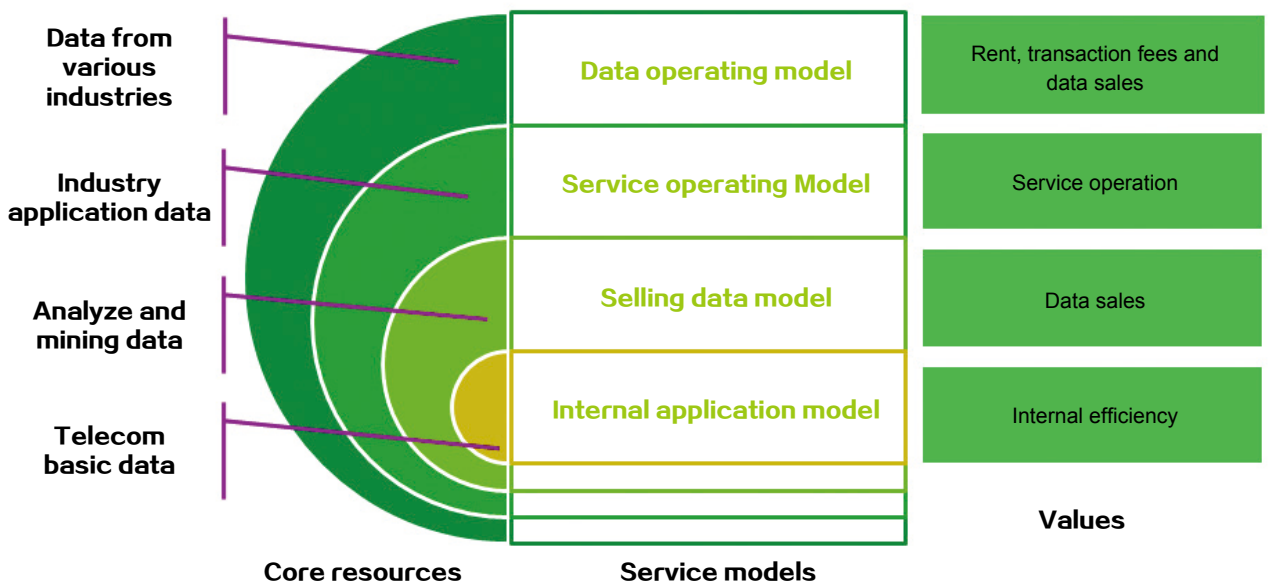 Data from
various
industries
Data operating model
Rent, transaction fees and
data sales
Industry
application data
Service operating Model
Service operation
Analyze and
mining data
Selling data model
Data sales
Telecom
basic data
Internal application model
Internal efficiency
Values
Core resources
Service models